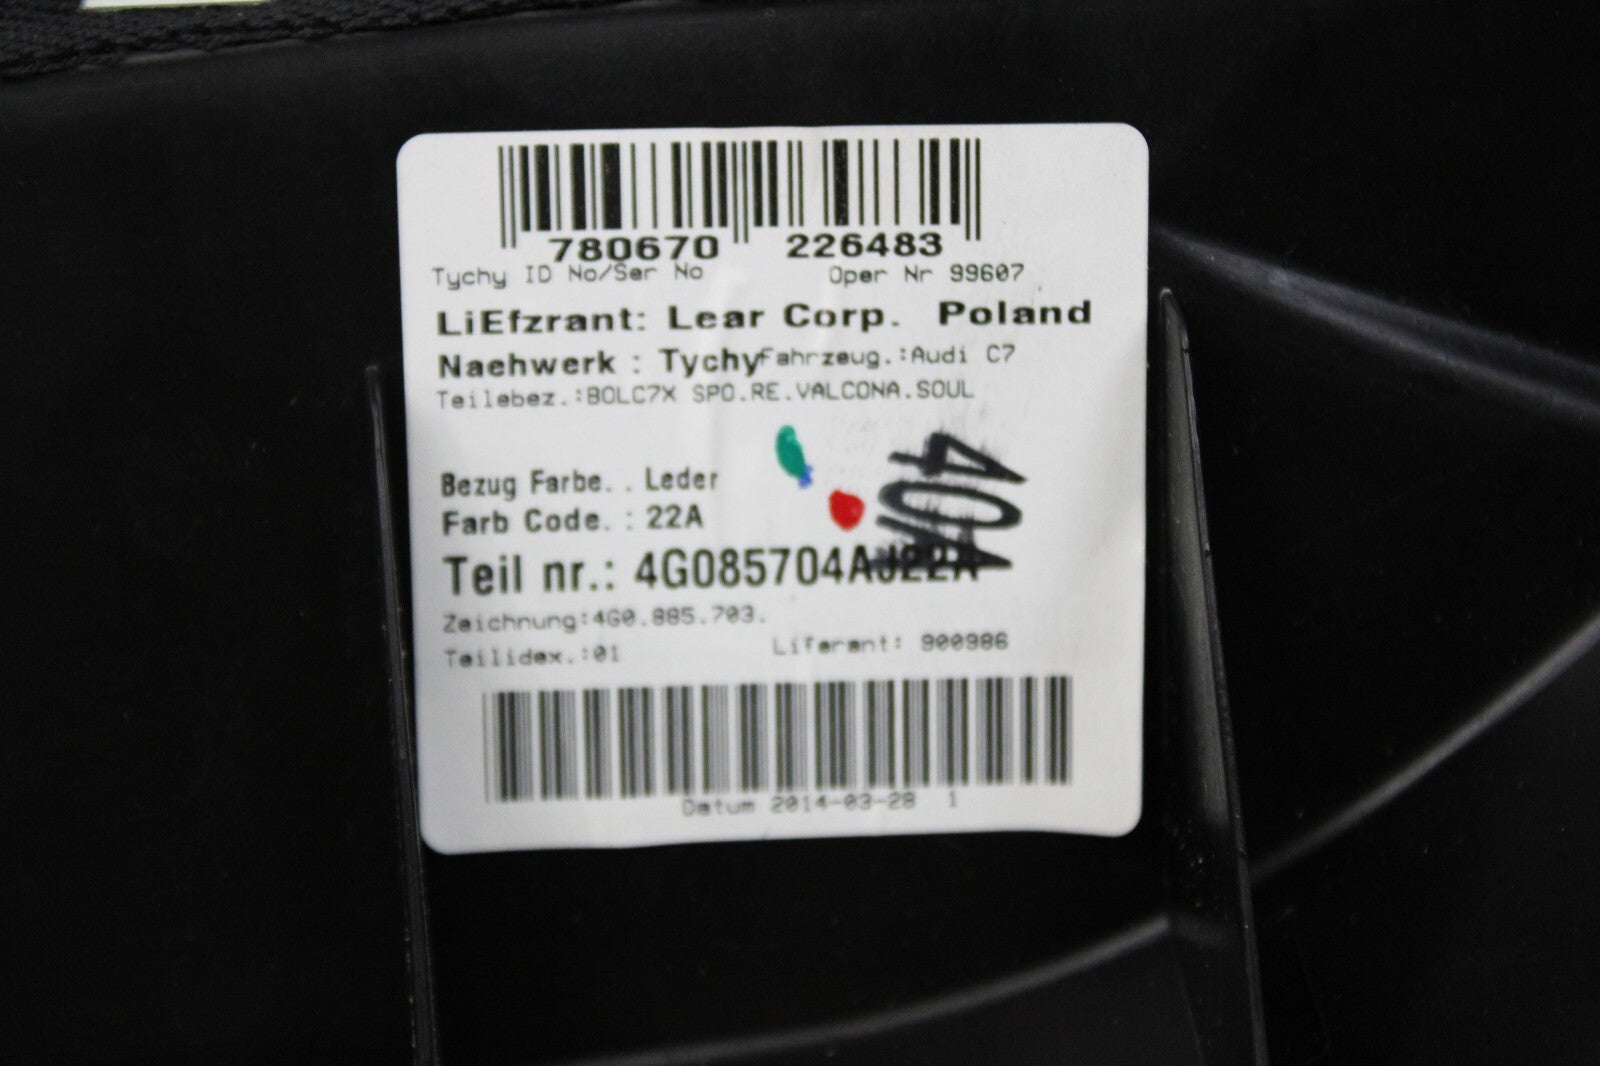 780670 226483
Tychy ID No/Ser No Oper Nr 99607
LiEfzrant: Lear Corp. Poland
Naehwerk : Tychy Fahrzeug.:Audi C7
Teilebez.:BOLC7X SPO.RE.VALCONA.SOUL
Bezug Farbe. . Leder
Farb Code. : 22A
Teil nr.: 4G085704AJ22A
Zeichnung:4G0.885.703.
Teilidex.:01 Liferant: 900986
Datum 2014-03-28 1